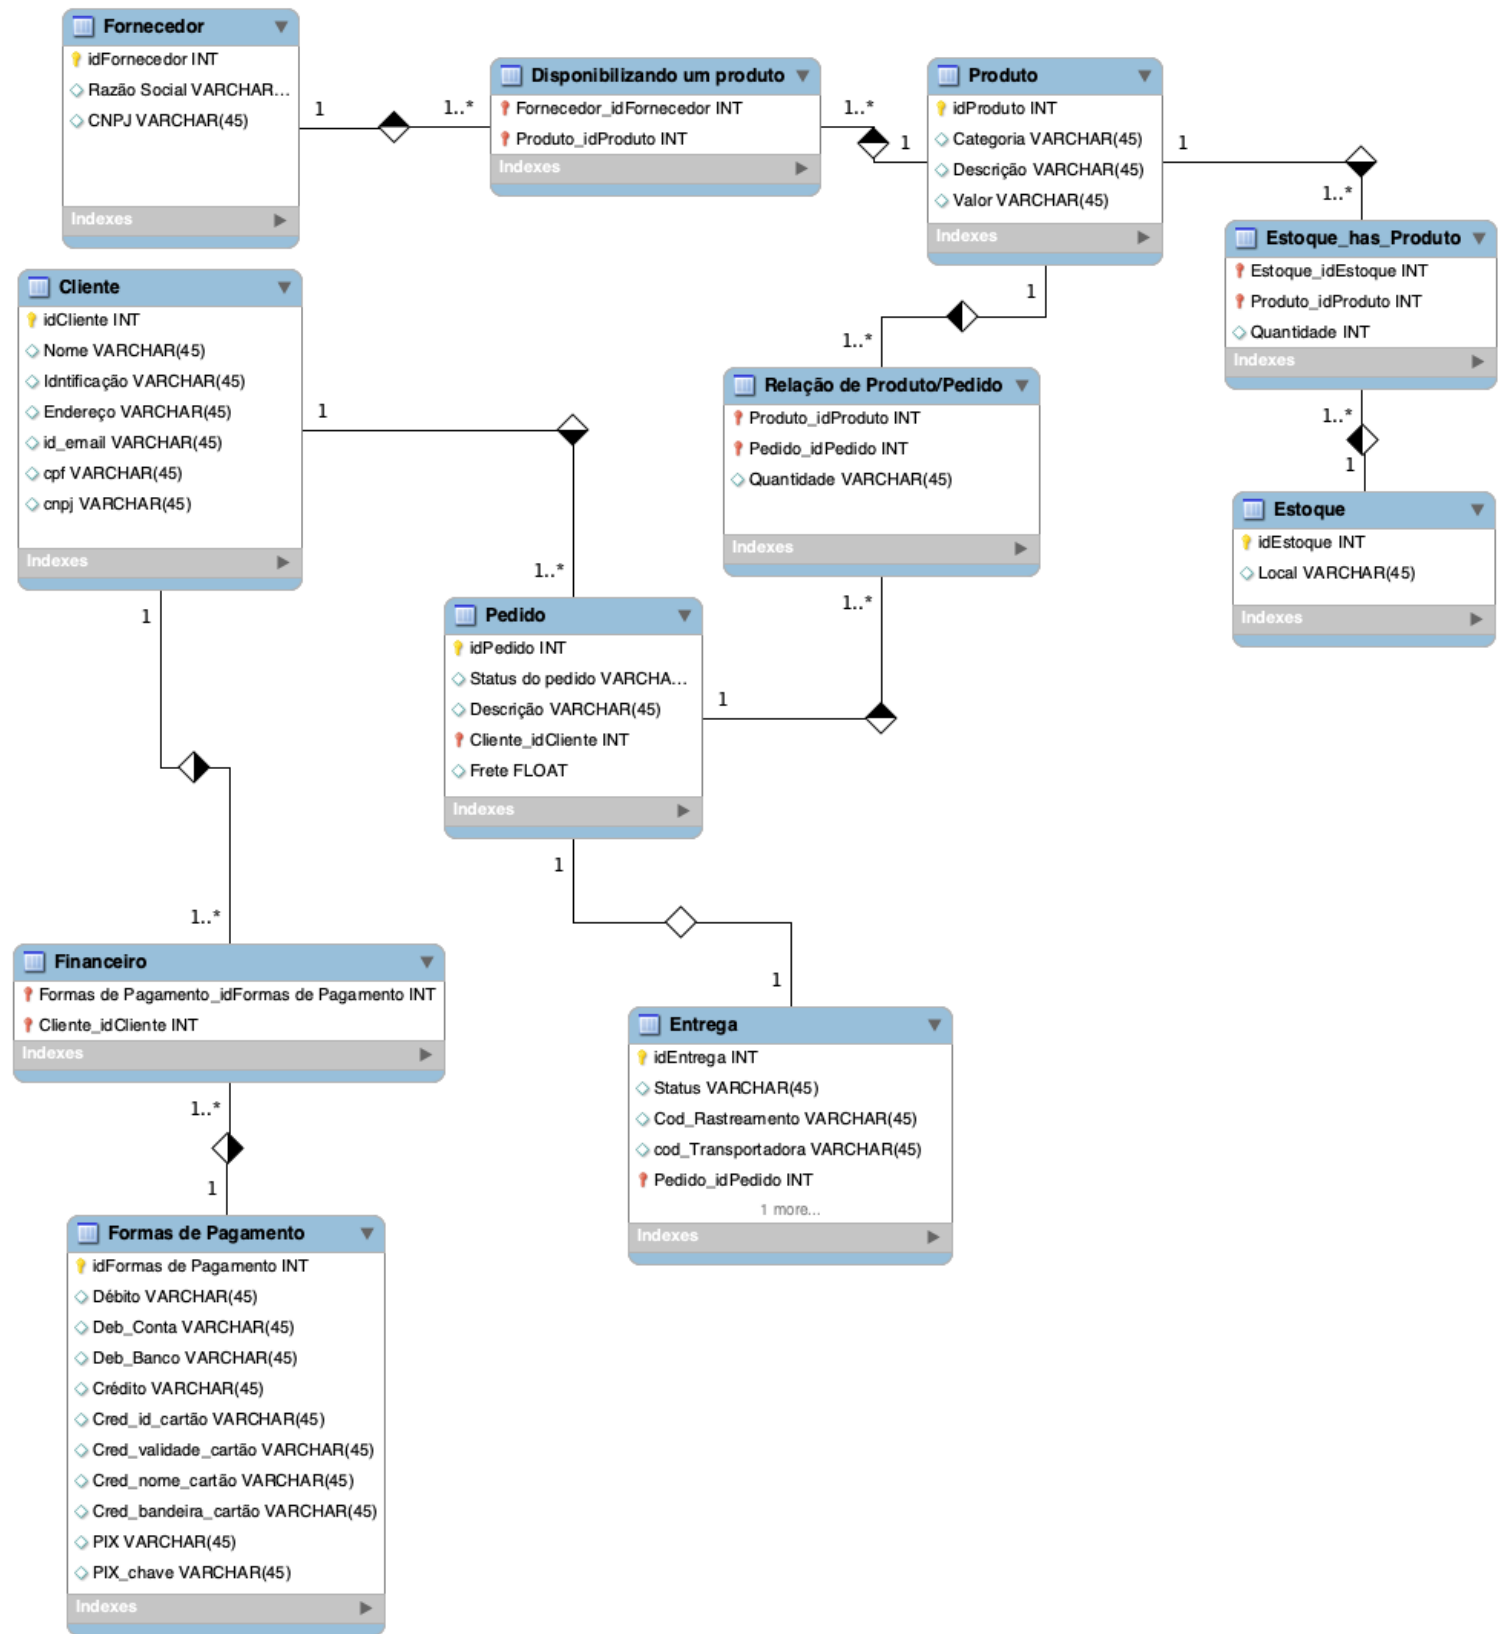 Fornecedor
idFornecedor INT
Razão Social VARCHAR...
CNPJ VARCHAR(45)
Indexes
1
1..*
Disponibilizando um produto
Fornecedor_idFornecedor INT
Produto_idProduto INT
Indexes
1..*
1
Produto
idProduto INT
Categoria VARCHAR(45)
Descrição VARCHAR(45)
Valor VARCHAR(45)
Indexes
1
1..*
Estoque_has_Produto
Estoque_idEstoque INT
Produto_idProduto INT
Quantidade INT
Indexes
1..*
1
Estoque
idEstoque INT
Local VARCHAR(45)
Indexes
1
1..*
Relação de Produto/Pedido
Produto_idProduto INT
Pedido_idPedido INT
Quantidade VARCHAR(45)
Indexes
1..*
1
Cliente
idCliente INT
Nome VARCHAR(45)
Idntificação VARCHAR(45)
Endereço VARCHAR(45)
id_email VARCHAR(45)
cpf VARCHAR(45)
cnpj VARCHAR(45)
Indexes
1
1..*
Pedido
idPedido INT
Status do pedido VARCHA...
Descrição VARCHAR(45)
Cliente_idCliente INT
Frete FLOAT
Indexes
1
1
Entrega
idEntrega INT
Status VARCHAR(45)
Cod_Rastreamento VARCHAR(45)
cod_Transportadora VARCHAR(45)
Pedido_idPedido INT
1 more...
Indexes
1
1..*
Financeiro
Formas de Pagamento_idFormas de Pagamento INT
Cliente_idCliente INT
Indexes
1..*
1
Formas de Pagamento
idFormas de Pagamento INT
Débito VARCHAR(45)
Deb_Conta VARCHAR(45)
Deb_Banco VARCHAR(45)
Crédito VARCHAR(45)
Cred_id_cartão VARCHAR(45)
Cred_validade_cartão VARCHAR(45)
Cred_nome_cartão VARCHAR(45)
Cred_bandeira_cartão VARCHAR(45)
PIX VARCHAR(45)
PIX_chave VARCHAR(45)
Indexes